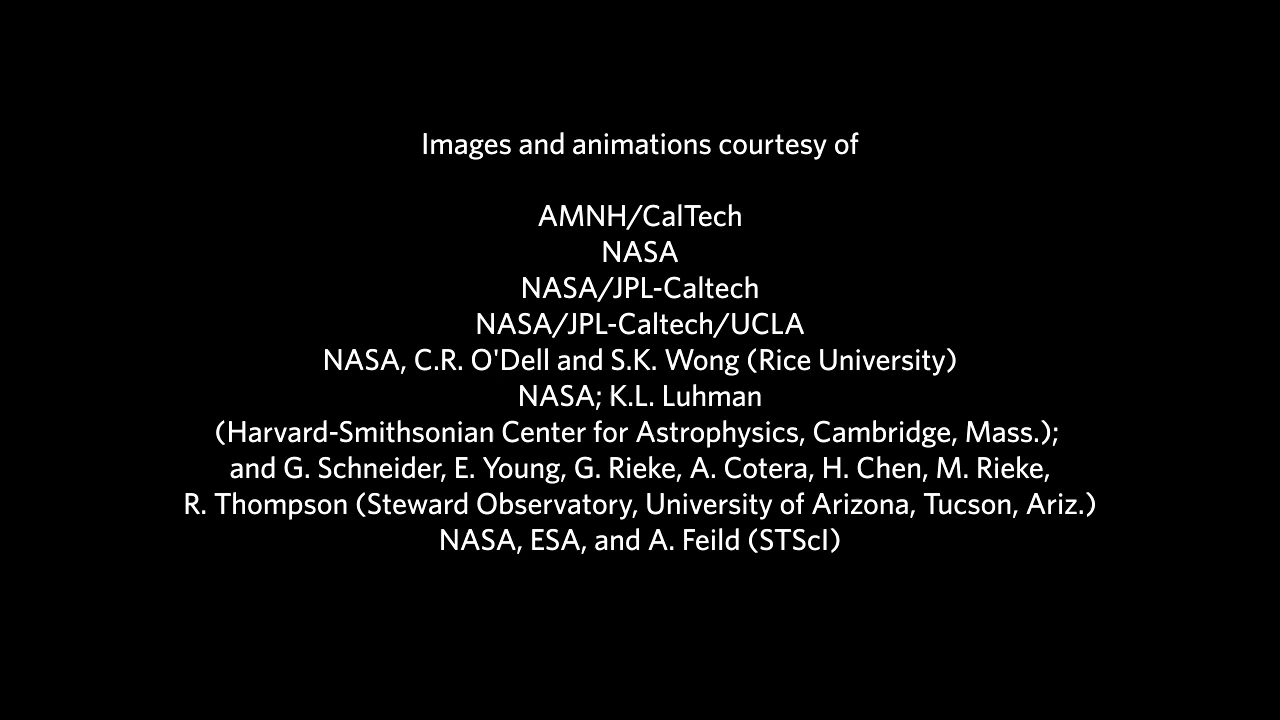 Images and animations courtesy of
AMNH/CalTech
NASA
NASA/JPL-Caltech
NASA/JPL-Caltech/UCLA
NASA, C.R. O'Dell and S.K. Wong (Rice University)
NASA; K.L. Luhman
(Harvard-Smithsonian Center for Astrophysics, Cambridge, Mass.);
and G. Schneider, E. Young, G. Rieke, A. Cotera, H. Chen, M. Rieke,
R. Thompson (Steward Observatory, University of Arizona, Tucson, Ariz.)
NASA, ESA, and A. Feild (STScI)